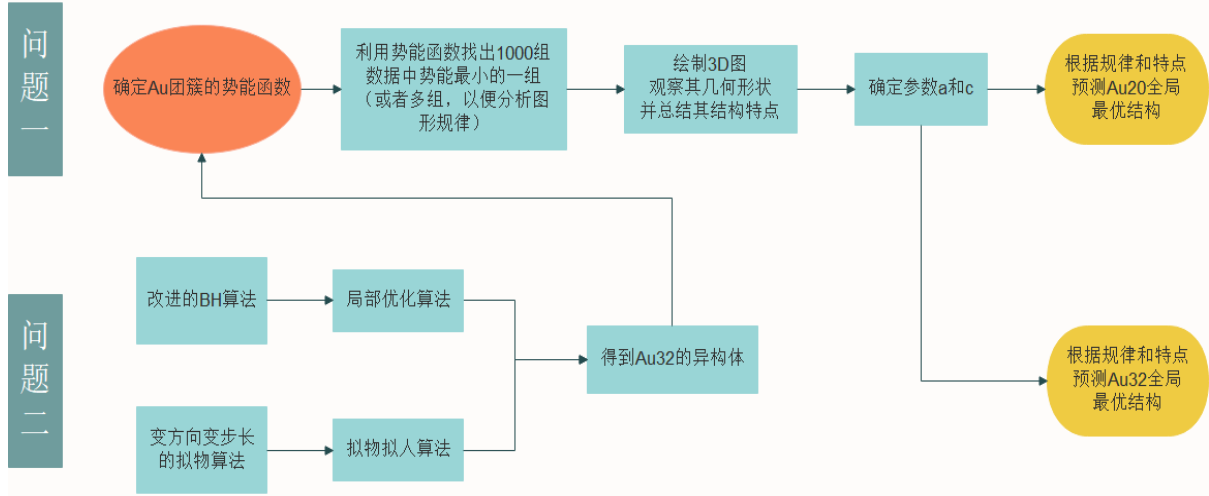 问
题
一
确定Au团簇的势能函数
利用势能函数找出1000组
数据中势能最小的一组
（或者多组，以便分析图
形规律）
绘制3D图
观察其几何形状
并总结其结构特点
确定参数a和c
根据规律和特点
预测Au20全局
最优结构
问
题
二
改进的BH算法
局部优化算法
变方向变步长
的拟物算法
拟物拟人算法
得到Au32的异构体
根据规律和特点
预测Au32全局
最优结构